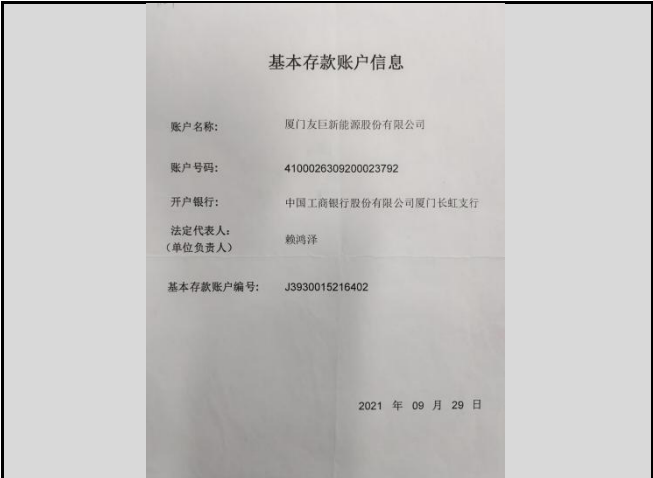 基本存款账户信息
账户名称: 厦门友巨新能源股份有限公司
账户号码: 4100026309200023792
开户银行: 中国工商银行股份有限公司厦门长虹支行
法定代表人: 赖鸿泽
(单位负责人)
基本存款账户编号: J3930015216402
2021 年 09 月 29 日